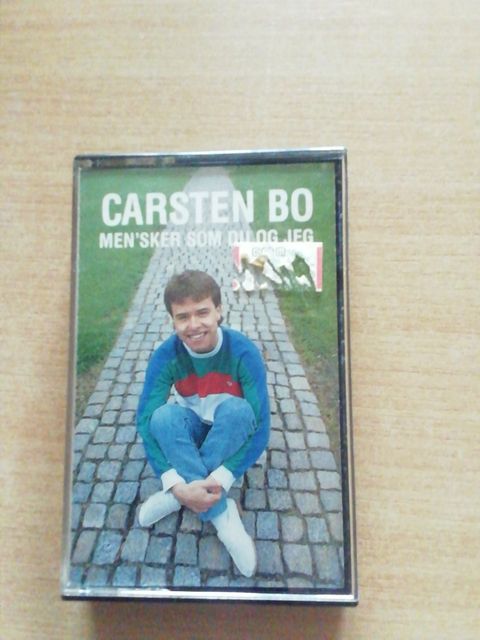 CARSTEN BO
MEN'SKER SOM DU OG JEG